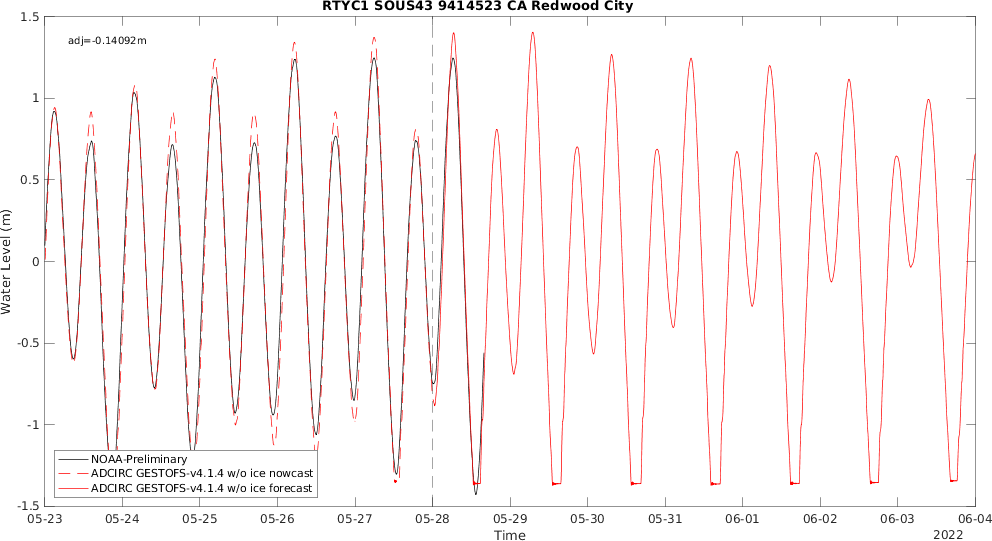 RTYC1 SOUS43 9414523 CA Redwood City
adj=-0.14092m
1.5
1
0.5
0
-0.5
-1
-1.5
Water Level (m)
NOAA-Preliminary
ADCIRC GESTOFS-v4.1.4 w/o ice nowcast
ADCIRC GESTOFS-v4.1.4 w/o ice forecast
05-23 05-24 05-25 05-26 05-27 05-28 05-29 05-30 05-31 06-01 06-02 06-03 06-04
Time
2022